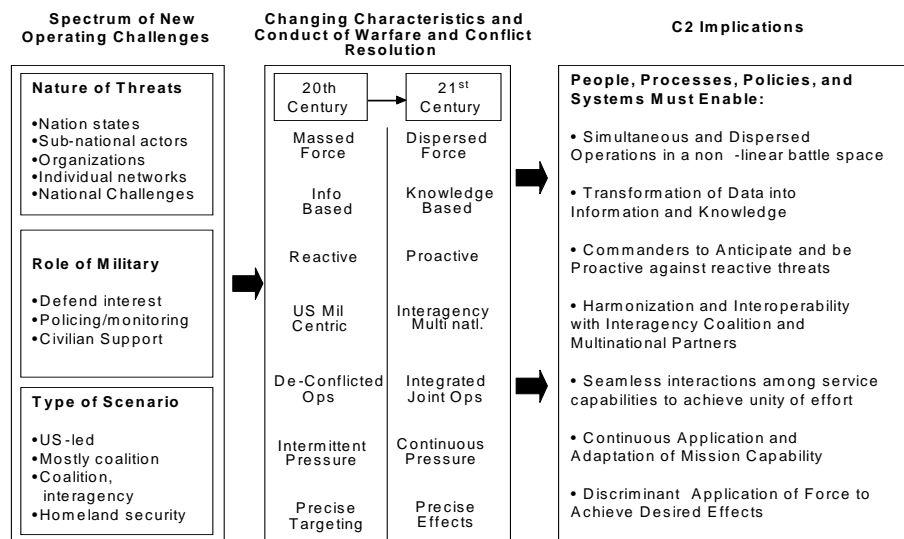 Spectrum of New
Operating Challenges
Changing Characteristics and
Conduct of Warfare and Conflict
Resolution
C2 Implications
Nature of Threats
•Nation states
•Sub-national actors
•Organizations
•Individual networks
•National Challenges
Role of Military
•Defend interest
•Policing/monitoring
•Civilian Support
Type of Scenario
•US-led
•Mostly coalition
•Coalition,
interagency
•Homeland security
20th
Century
21st
Century
Massed
Force
Dispersed
Force
Info
Based
Knowledge
Based
Reactive
Proactive
US Mil
Centric
Interagency
Multi natl.
De-Conflicted
Ops
Integrated
Joint Ops
Intermittent
Pressure
Continuous
Pressure
Precise
Targeting
Precise
Effects
People, Processes, Policies, and
Systems Must Enable:
• Simultaneous and Dispersed
Operations in a non -linear battle space
• Transformation of Data into
Information and Knowledge
• Commanders to Anticipate and be
Proactive against reactive threats
• Harmonization and Interoperability
with Interagency Coalition and
Multinational Partners
• Seamless interactions among service
capabilities to achieve unity of effort
• Continuous Application and
Adaptation of Mission Capability
• Discriminant Application of Force to
Achieve Desired Effects